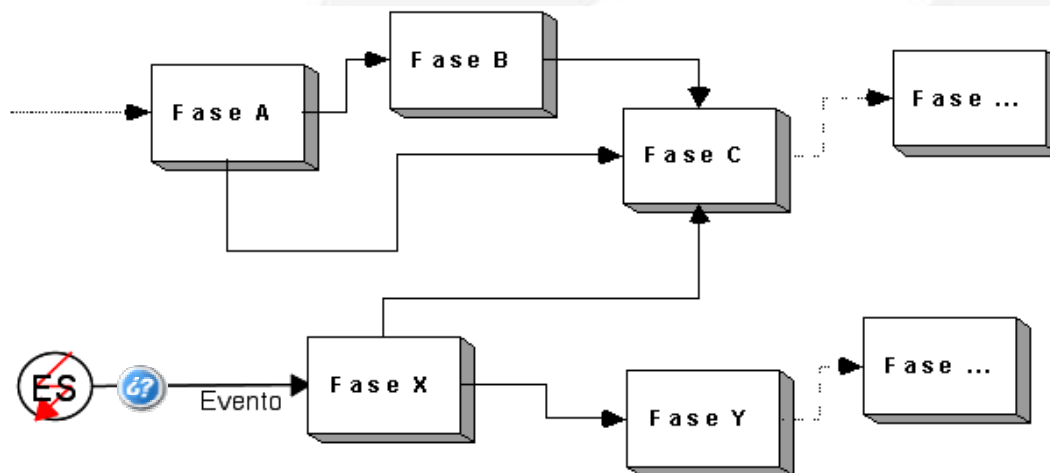 Fase B
Fase A
Fase ...
Fase C
Fase ...
ES
¿?
Evento
Fase X
Fase Y